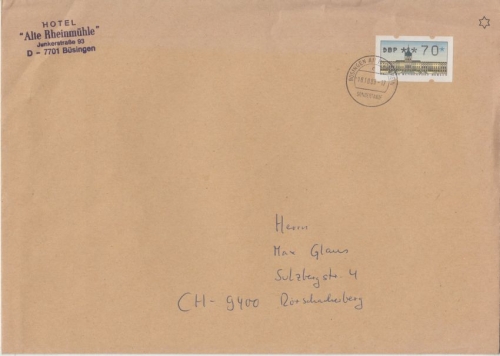 HOTEL
"Alte Rheinmühle"
Junkerstraße 93
D - 7701 Büsingen
DBP ** 70*
Herrn
Max Glaus
Sulzbergstr. 4
CH-9400 Rorschacherberg